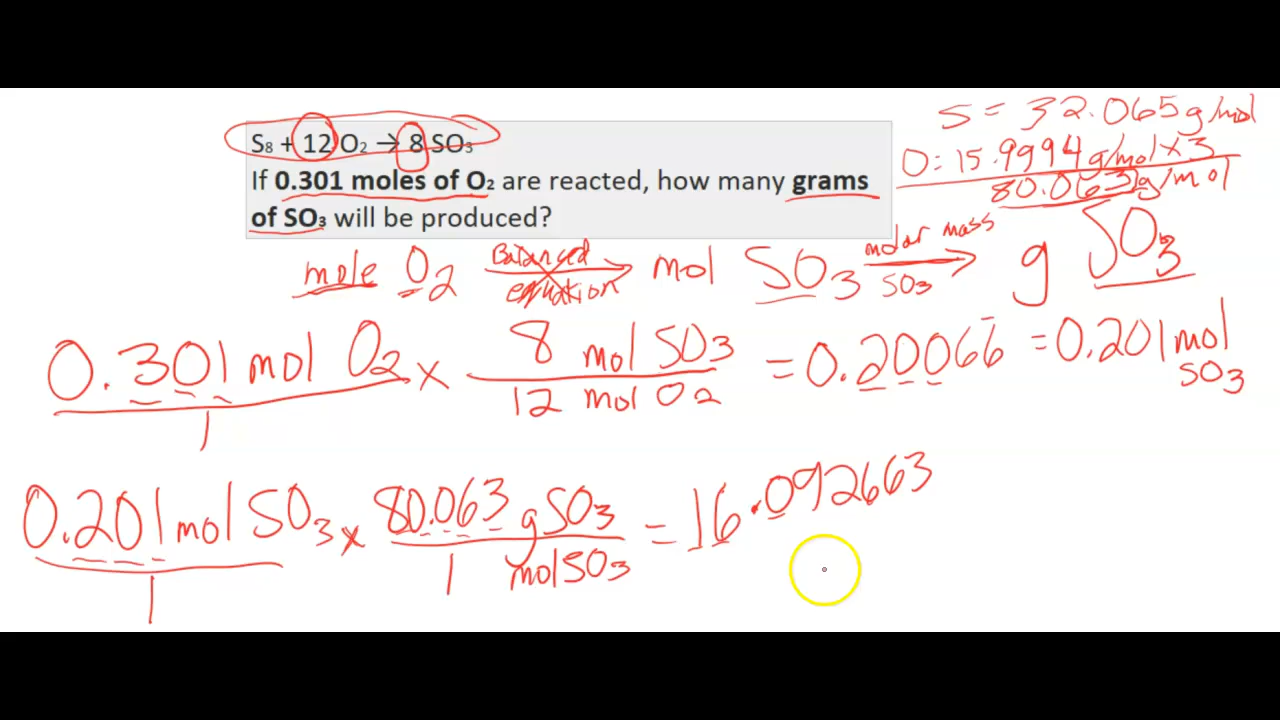 S₈ + 12 O₂ → 8 SO₃
If 0.301 moles of O₂ are reacted, how many grams
of SO₃ will be produced?
S = 32.065g/mol
O: 15.9994 g/mol x 3
80.063 g/mol
mole O₂ Balanced equation mol SO₃ molar mass SO₃ g SO₃
0.301 mol O₂ x 8 mol SO₃ = 0.20066 = 0.201 mol SO₃
1 12 mol O₂
0.201 mol SO₃ x 80.063 g SO₃ = 16.092663
1 1 mol SO₃